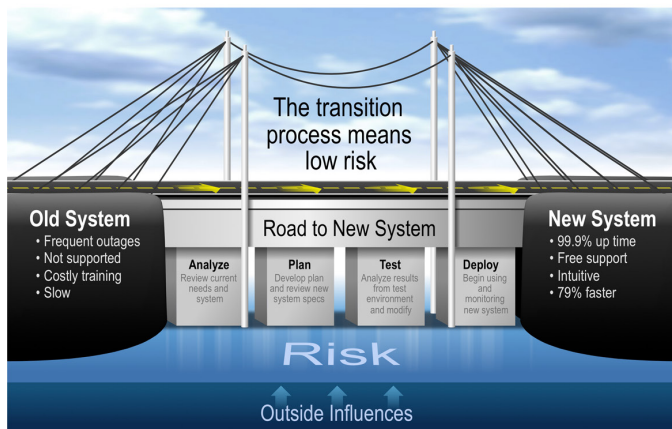 The transition
process means
low risk
Old System
• Frequent outages
• Not supported
• Costly training
• Slow
Road to New System
Analyze
Review current
needs and
system
Plan
Develop plan
and review new
system specs
Test
Analyze results
from test
environment
and modify
Deploy
Begin using
and
monitoring
new system
New System
• 99.9% up time
• Free support
• Intuitive
• 79% faster
Risk
Outside Influences